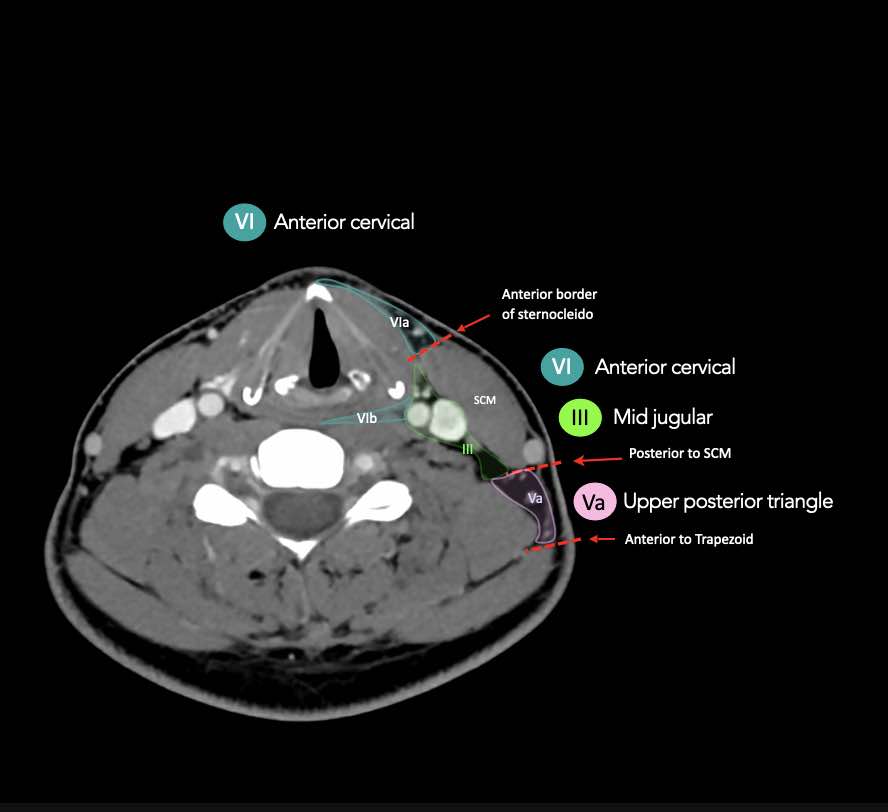 VI Anterior cervical
Anterior border
of sternocleido
VIa
VI Anterior cervical
SCM
III Mid jugular
VIb
III
Posterior to SCM
Va
Va Upper posterior triangle
Anterior to Trapezoid